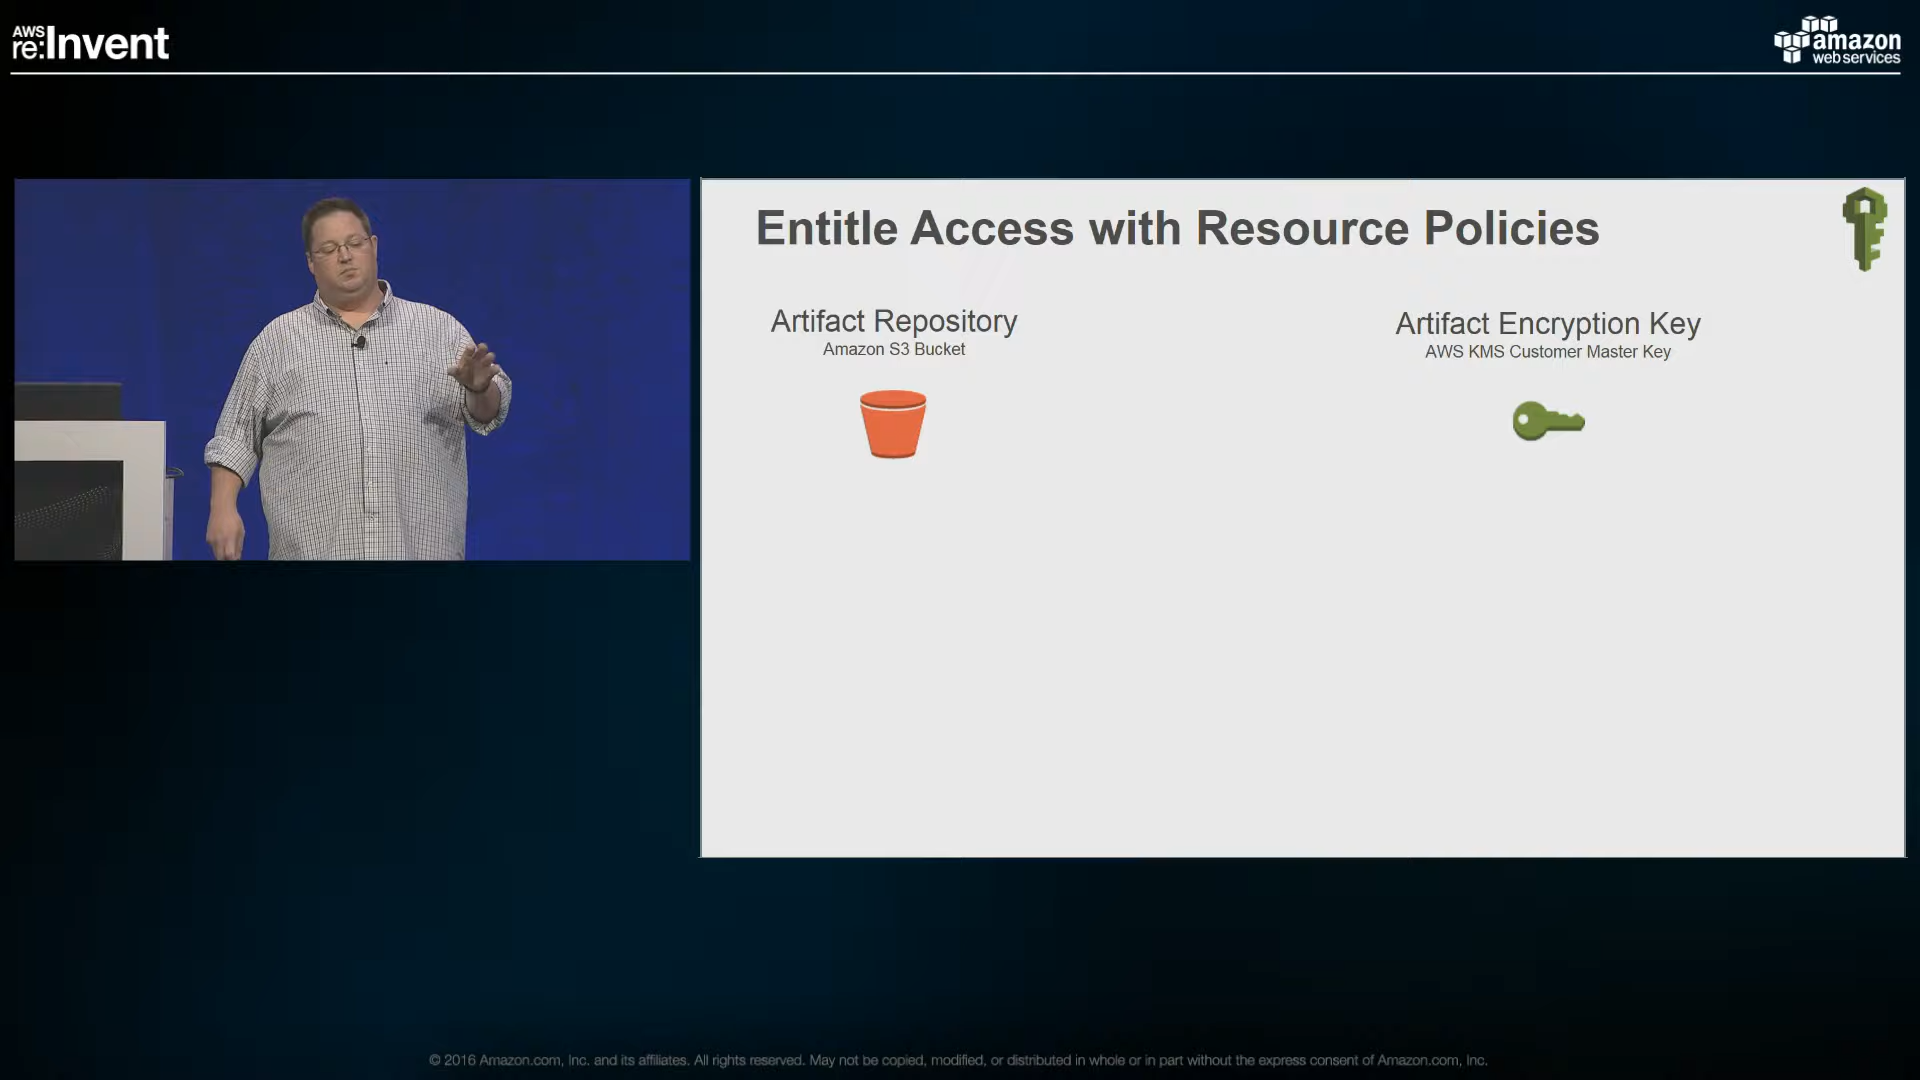 AWS
re:Invent
amazon
web services
Entitle Access with Resource Policies
Artifact Repository
Amazon S3 Bucket
Artifact Encryption Key
AWS KMS Customer Master Key
© 2016 Amazon.com, Inc. and its affiliates. All rights reserved. May not be copied, modified, or distributed in whole or in part without the express consent of Amazon.com, Inc.